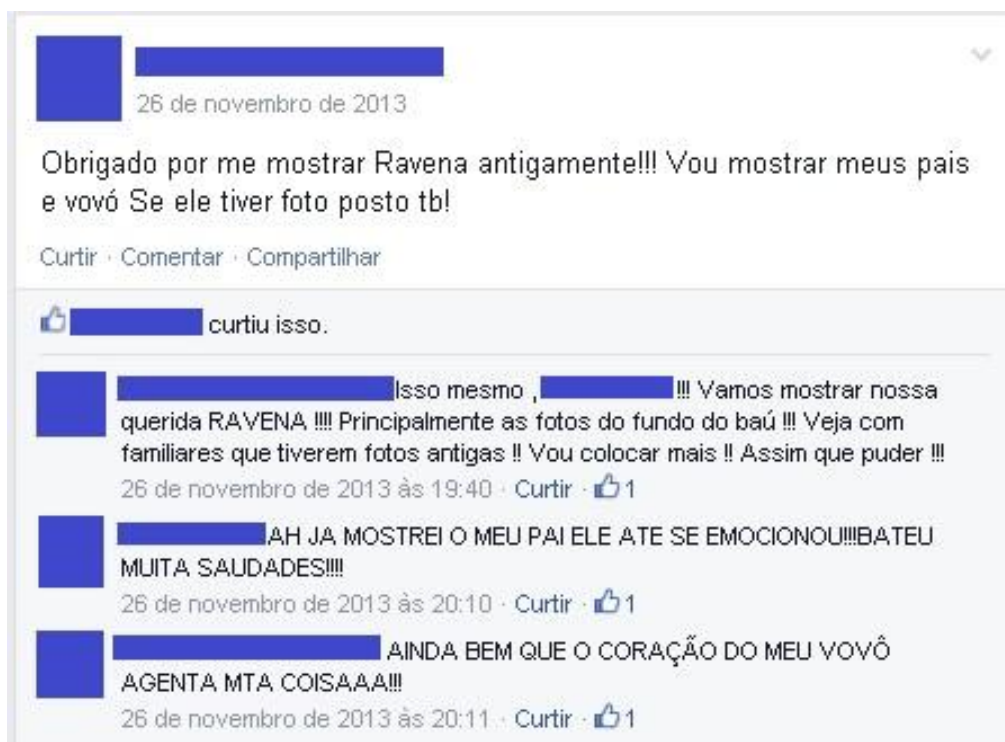 26 de novembro de 2013
Obrigado por me mostrar Ravena antigamente!!! Vou mostrar meus pais
e vovó Se ele tiver foto posto tb!
Curtir · Comentar · Compartilhar
curtiu isso.
Isso mesmo , !!! Vamos mostrar nossa
querida RAVENA !!!! Principalmente as fotos do fundo do baú !!! Veja com
familiares que tiverem fotos antigas !! Vou colocar mais !! Assim que puder !!!
26 de novembro de 2013 às 19:40 · Curtir · 1
AH JA MOSTREI O MEU PAI ELE ATE SE EMOCIONOU!!!!BATEU
MUITA SAUDADES!!!!
26 de novembro de 2013 às 20:10 · Curtir · 1
AINDA BEM QUE O CORAÇÃO DO MEU VOVÔ
AGENTA MTA COISAAA!!!
26 de novembro de 2013 às 20:11 · Curtir · 1